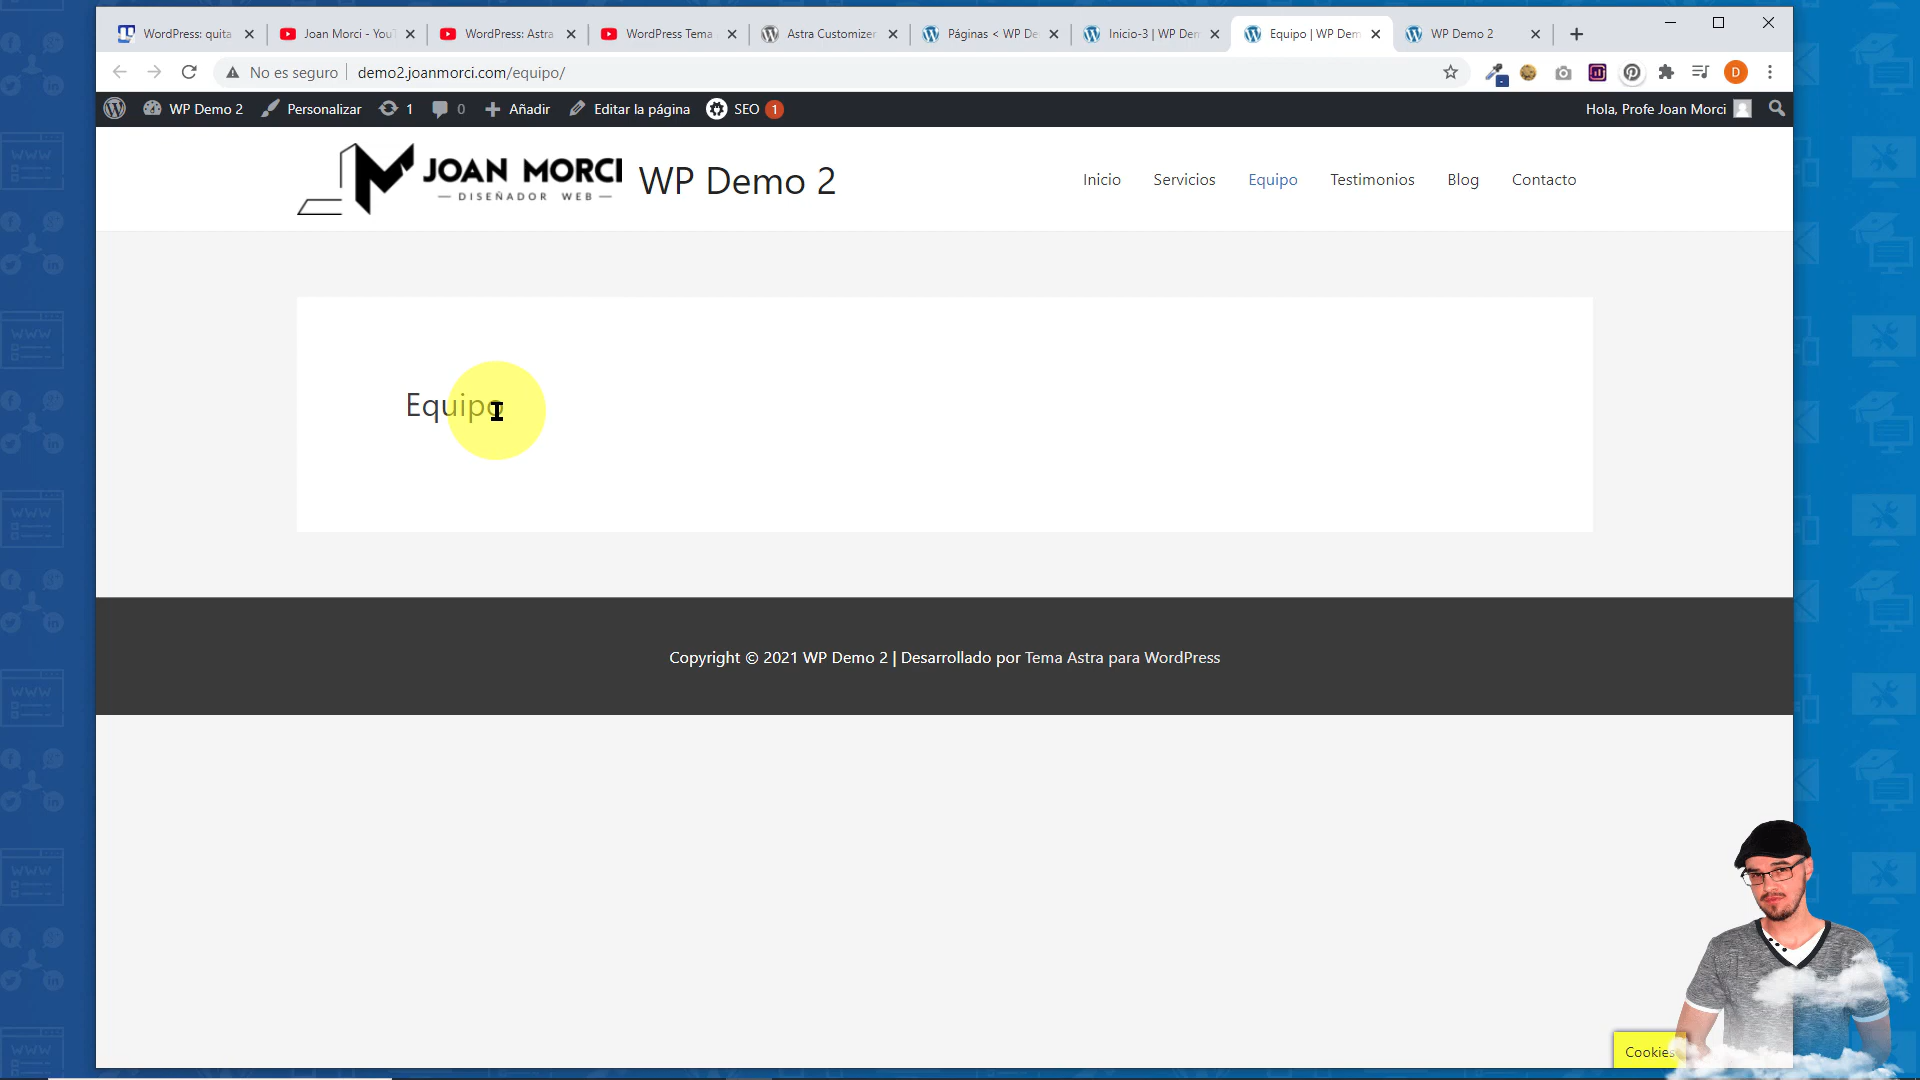 WordPress: quita
Joan Morci - You
WordPress: Astra
WordPress Tema
Astra Customizer
Páginas < WP De
Inicio-3 | WP Dem
Equipo | WP Dem
WP Demo 2
No es seguro
demo2.joanmorci.com/equipo/
D
WP Demo 2
Personalizar
1
0
Añadir
Editar la página
SEO
1
Hola, Profe Joan Morci
JOAN MORCI
— DISEÑADOR WEB —
WP Demo 2
Inicio
Servicios
Equipo
Testimonios
Blog
Contacto
Equipo
Copyright © 2021 WP Demo 2 | Desarrollado por Tema Astra para WordPress
Cookies